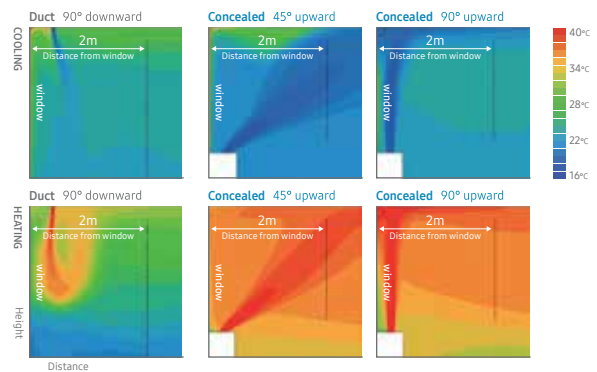 Duct 90° downward
Concealed 45° upward
Concealed 90° upward
COOLING
2m
Distance from window
window
2m
Distance from window
window
2m
Distance from window
window
40°C
34°C
28°C
22°C
16°C
Duct 90° downward
Concealed 45° upward
Concealed 90° upward
HEATING
2m
Distance from window
window
2m
Distance from window
window
2m
Distance from window
window
Height
Distance